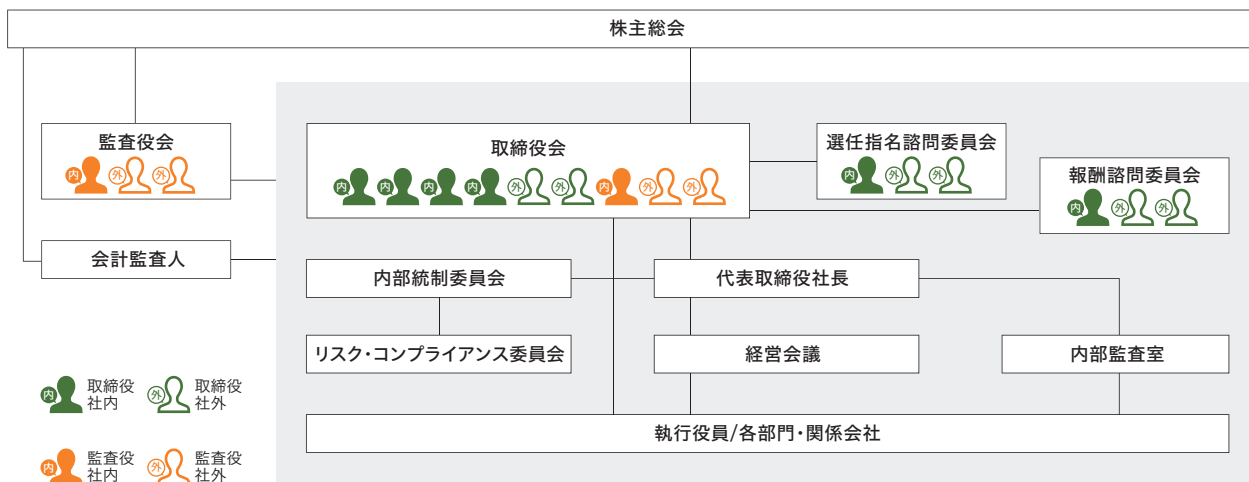 株主総会
監査役会
内 外 外
取締役会
内 内 内 内 外 外 内 外 外
選任指名諮問委員会
内 外 外
報酬諮問委員会
内 外 外
会計監査人
内部統制委員会
代表取締役社長
リスク・コンプライアンス委員会
経営会議
内部監査室
執行役員/各部門・関係会社
内 取締役
社内
外 取締役
社外
内 監査役
社内
外 監査役
社外